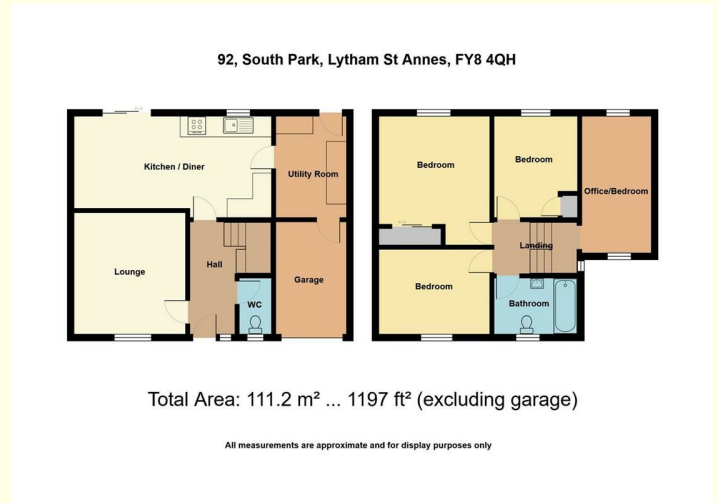 92, South Park, Lytham St Annes, FY8 4QH
Kitchen / Diner
Utility Room
Lounge
Hall
WC
Garage
Bedroom
Bedroom
Office/Bedroom
Landing
Bedroom
Bathroom
Total Area: 111.2 m² ... 1197 ft² (excluding garage)
All measurements are approximate and for display purposes only